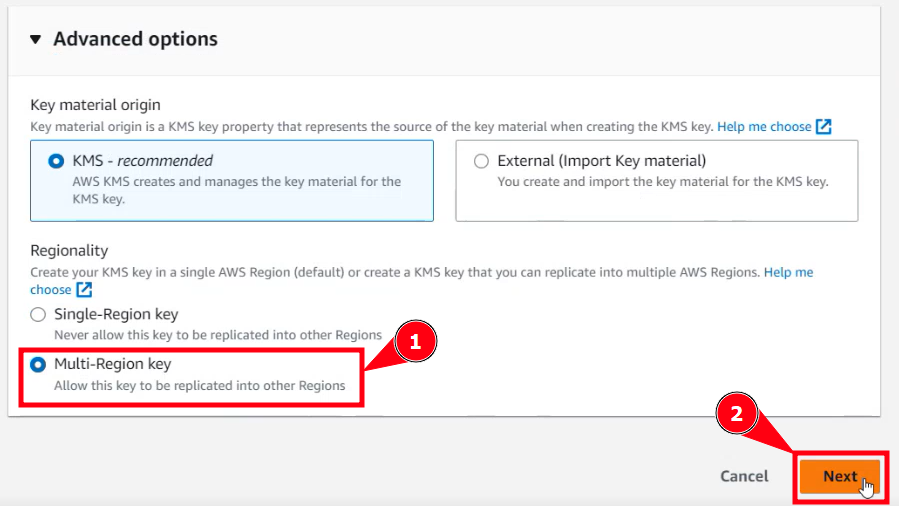 Advanced options
Key material origin
Key material origin is a KMS key property that represents the source of the key material when creating the KMS key. Help me choose
KMS - recommended
AWS KMS creates and manages the key material for the
KMS key.
External (Import Key material)
You create and import the key material for the KMS key.
Regionality
Create your KMS key in a single AWS Region (default) or create a KMS key that you can replicate into multiple AWS Regions. Help me
choose
Single-Region key
Never allow this key to be replicated into other Regions
1
Multi-Region key
Allow this key to be replicated into other Regions
2
Cancel
Next